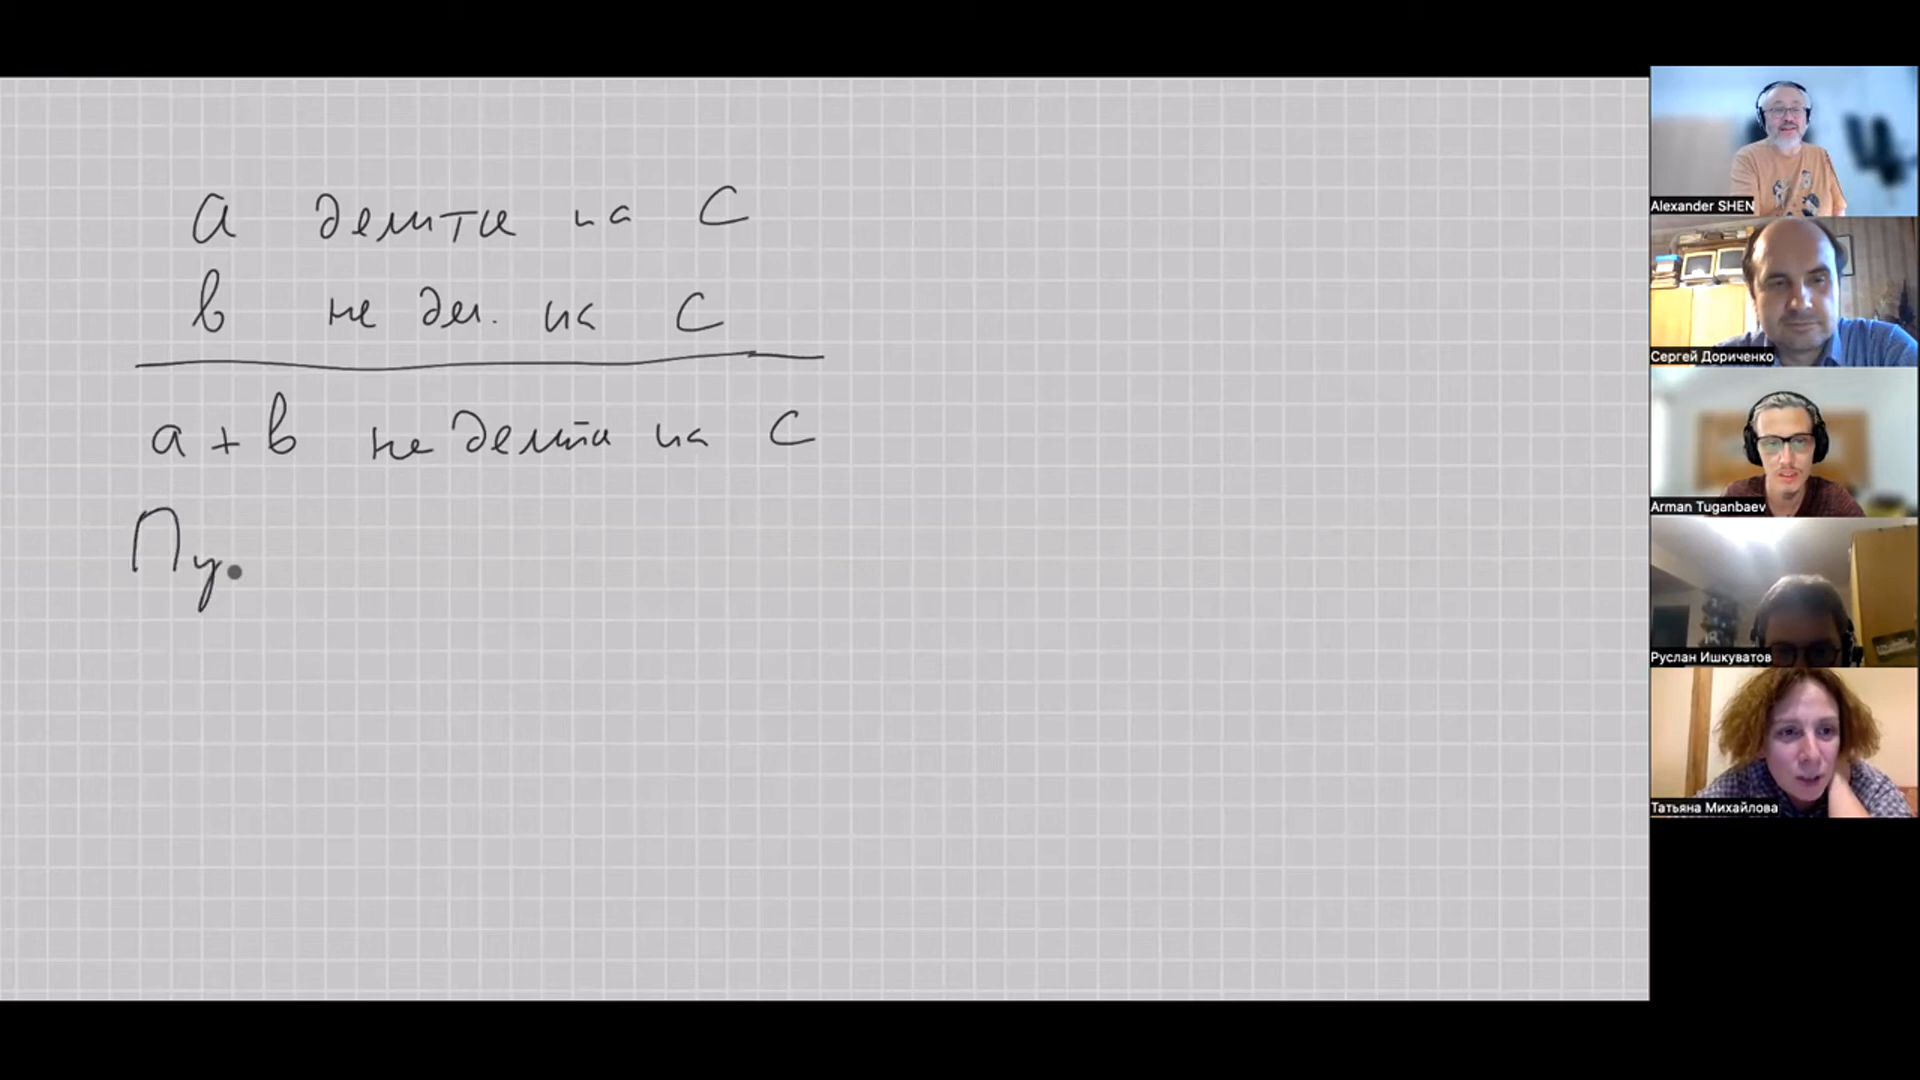 a делится на C
в не дел. на C
a + в не делится на C
Пу
Alexander SHEN
Сергей Дориченко
Arman Tuganbaev
Руслан Ишкуватов
Татьяна Михайлова